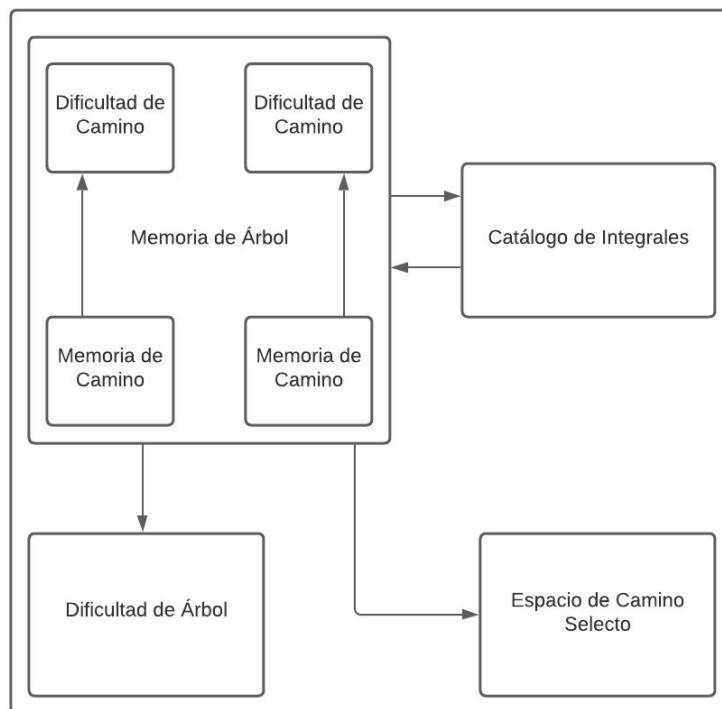 Dificultad de
Camino
Dificultad de
Camino
Memoria de Árbol
Catálogo de Integrales
Memoria de
Camino
Memoria de
Camino
Dificultad de Árbol
Espacio de Camino
Selecto